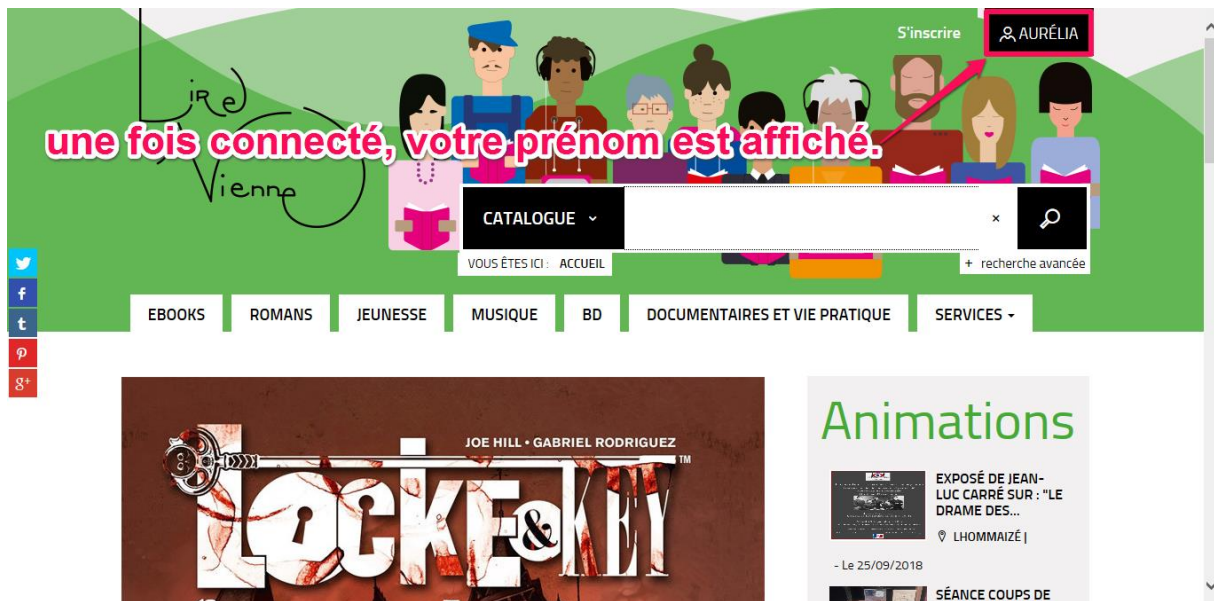 S'inscrire
AURÉLIA
Lire
Vienne
une fois connecté, votre prénom est affiché.
CATALOGUE
×
VOUS ÊTES ICI : ACCUEIL
+ recherche avancée
f
t
g+
EBOOKS ROMANS JEUNESSE MUSIQUE BD DOCUMENTAIRES ET VIE PRATIQUE SERVICES
JOE HILL • GABRIEL RODRIGUEZ
LOCKE & KEY
TM
Animations
EXPOSÉ DE JEAN-
LUC CARRÉ SUR : "LE
DRAME DES...
LHOMMAIZÉ |
- Le 25/09/2018
SÉANCE COUPS DE